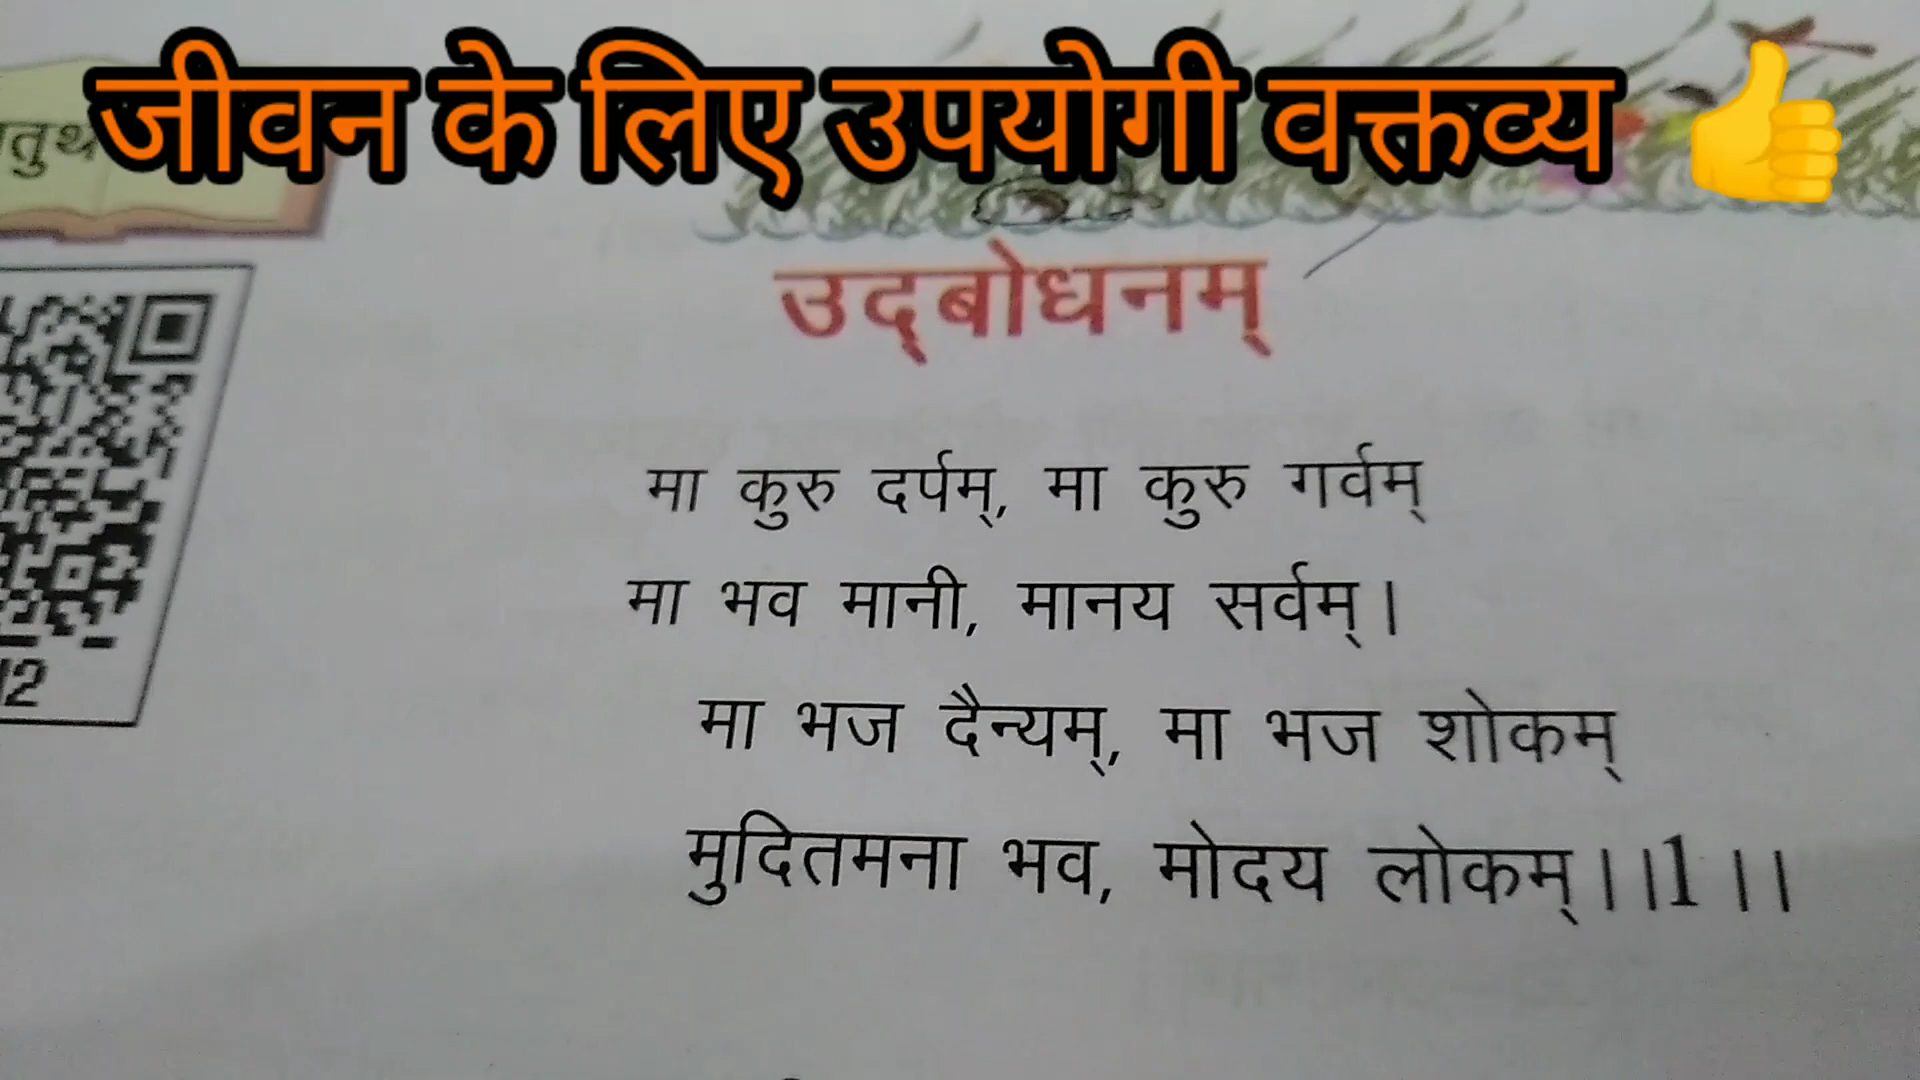 जीवन के लिए उपयोगी वक्तव्य 👍
उद्बोधनम्
मा कुरु दर्पम्, मा कुरु गर्वम्
मा भव मानी, मानय सर्वम्।
मा भज दैन्यम्, मा भज शोकम्
मुदितमना भव, मोदय लोकम्।।1।।